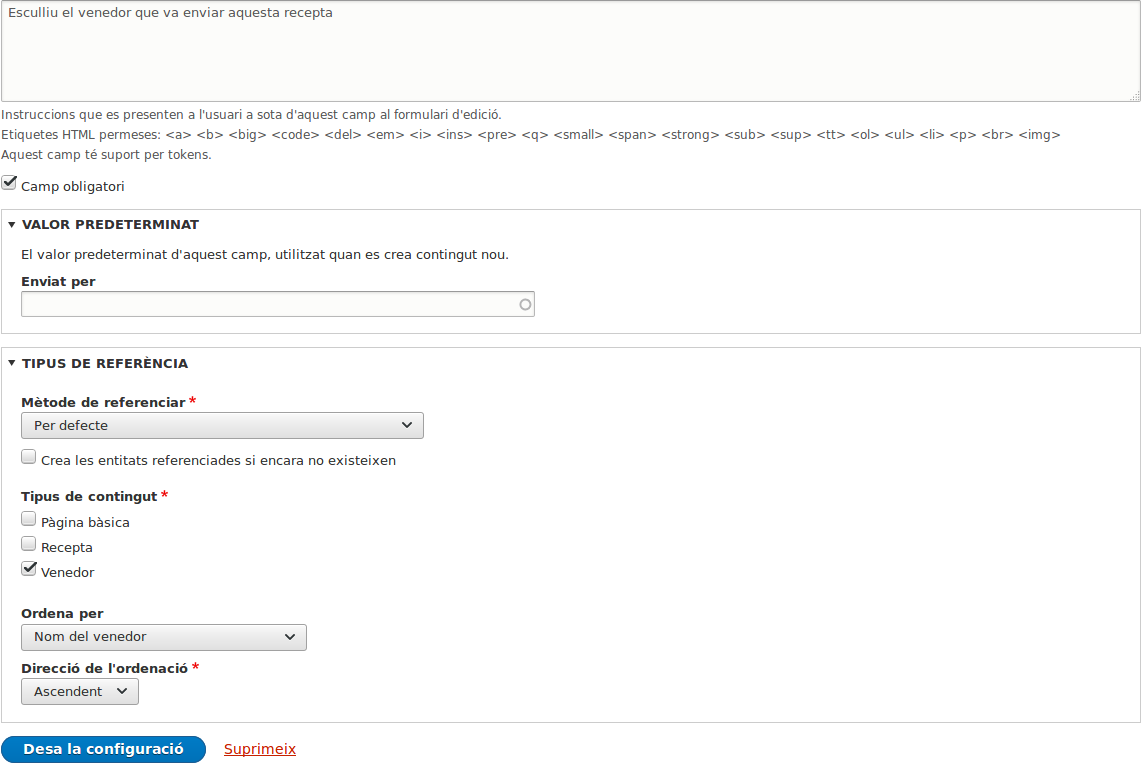 Esculliu el venedor que va enviar aquesta recepta
Instruccions que es presenten a l'usuari a sota d'aquest camp al formulari d'edició.
Etiquetes HTML permeses: <a> <b> <big> <code> <del> <em> <i> <ins> <pre> <q> <small> <span> <strong> <sub> <sup> <tt> <ol> <ul> <li> <p> <br> <img>
Aquest camp té suport per tokens.
Camp obligatori
VALOR PREDETERMINAT
El valor predeterminat d'aquest camp, utilitzat quan es crea contingut nou.
Enviat per
TIPUS DE REFERÈNCIA
Mètode de referenciar *
Per defecte
Crea les entitats referenciades si encara no existeixen
Tipus de contingut *
Pàgina bàsica
Recepta
Venedor
Ordena per
Nom del venedor
Direcció de l'ordenació *
Ascendent
Desa la configuració Suprimeix